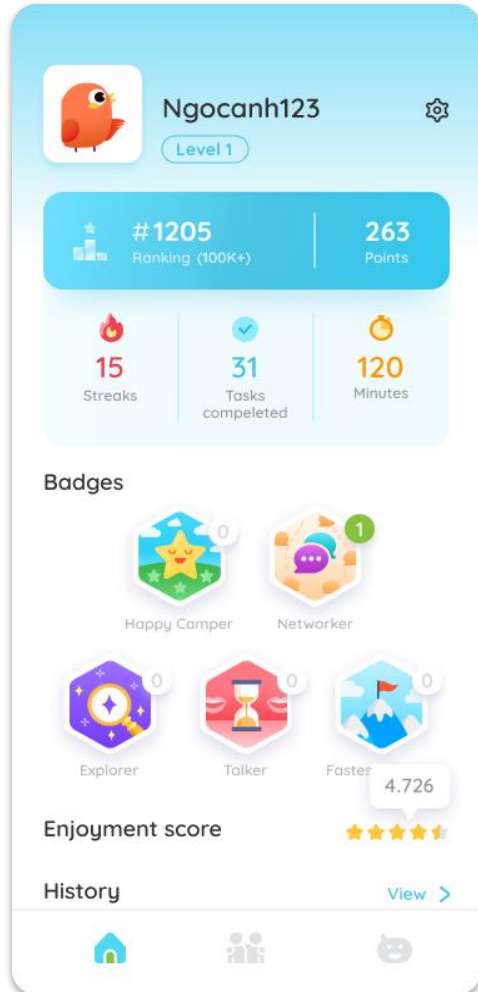 Ngocanh123
Level 1
#1205
Ranking (100K+)
263
Points
15
Streaks
31
Tasks
compeleted
120
Minutes
Badges
0
1
Happy Camper
Networker
0
0
0
Explorer
Talker
4.726
Enjoyment score
History
View